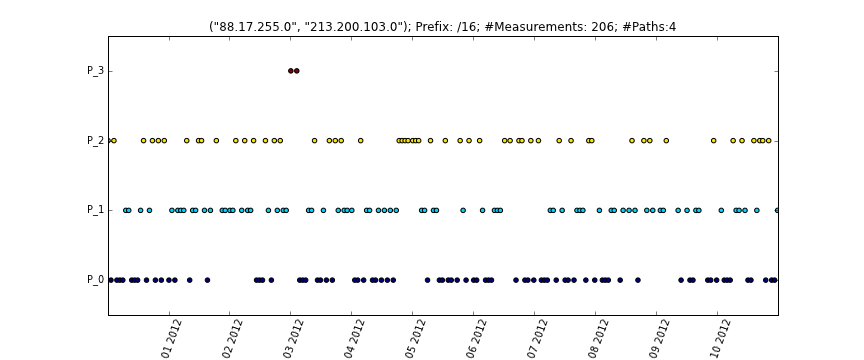 ("88.17.255.0", "213.200.103.0"); Prefix: /16; #Measurements: 206; #Paths:4
P_3
P_2
P_1
P_0
01 2012
02 2012
03 2012
04 2012
05 2012
06 2012
07 2012
08 2012
09 2012
10 2012